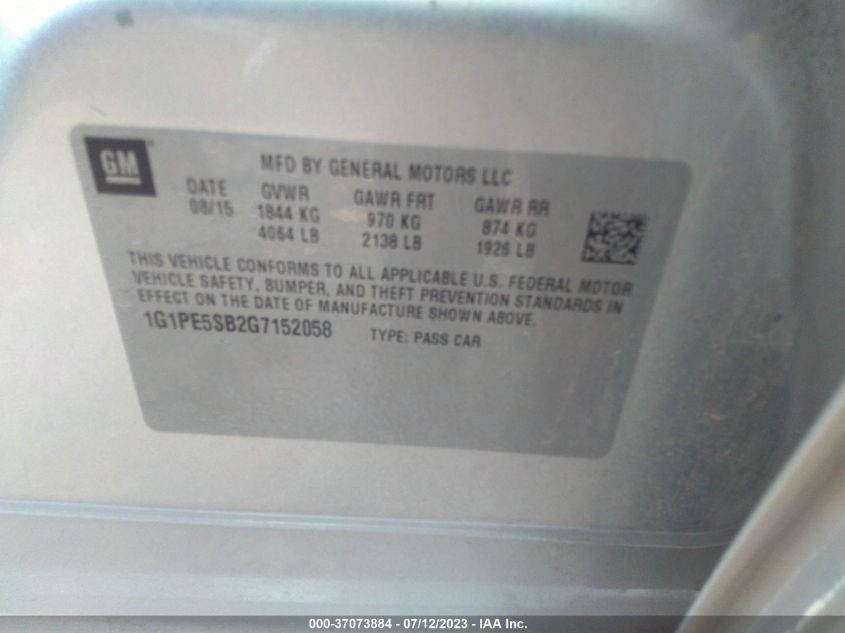 GM
MFD BY GENERAL MOTORS LLC
DATE GVWR GAWR FRT GAWR RR
08/15 1844 KG 970 KG 874 KG
4064 LB 2138 LB 1926 LB
THIS VEHICLE CONFORMS TO ALL APPLICABLE U.S. FEDERAL MOTOR
VEHICLE SAFETY, BUMPER, AND THEFT PREVENTION STANDARDS IN
EFFECT ON THE DATE OF MANUFACTURE SHOWN ABOVE.
1G1PE5SB2G7152058 TYPE: PASS CAR
000-37073884 - 07/12/2023 - IAA Inc.